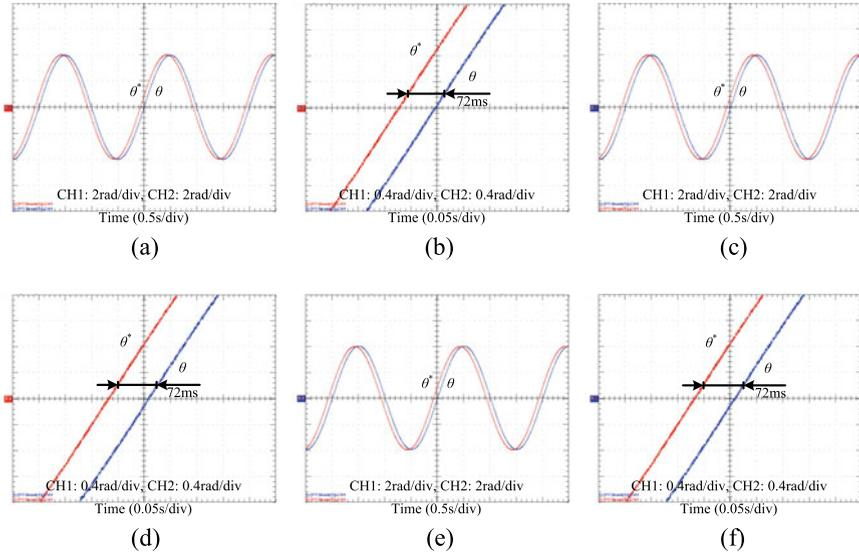 θ* θ
CH1: 2rad/div, CH2: 2rad/div
Time (0.5s/div)
(a)
θ*
θ
72ms
CH1: 0.4rad/div, CH2: 0.4rad/div
Time (0.05s/div)
(b)
θ* θ
CH1: 2rad/div, CH2: 2rad/div
Time (0.5s/div)
(c)
θ*
θ
72ms
CH1: 0.4rad/div, CH2: 0.4rad/div
Time (0.05s/div)
(d)
θ* θ
CH1: 2rad/div, CH2: 2rad/div
Time (0.5s/div)
(e)
θ*
θ
72ms
CH1: 0.4rad/div, CH2: 0.4rad/div
Time (0.05s/div)
(f)